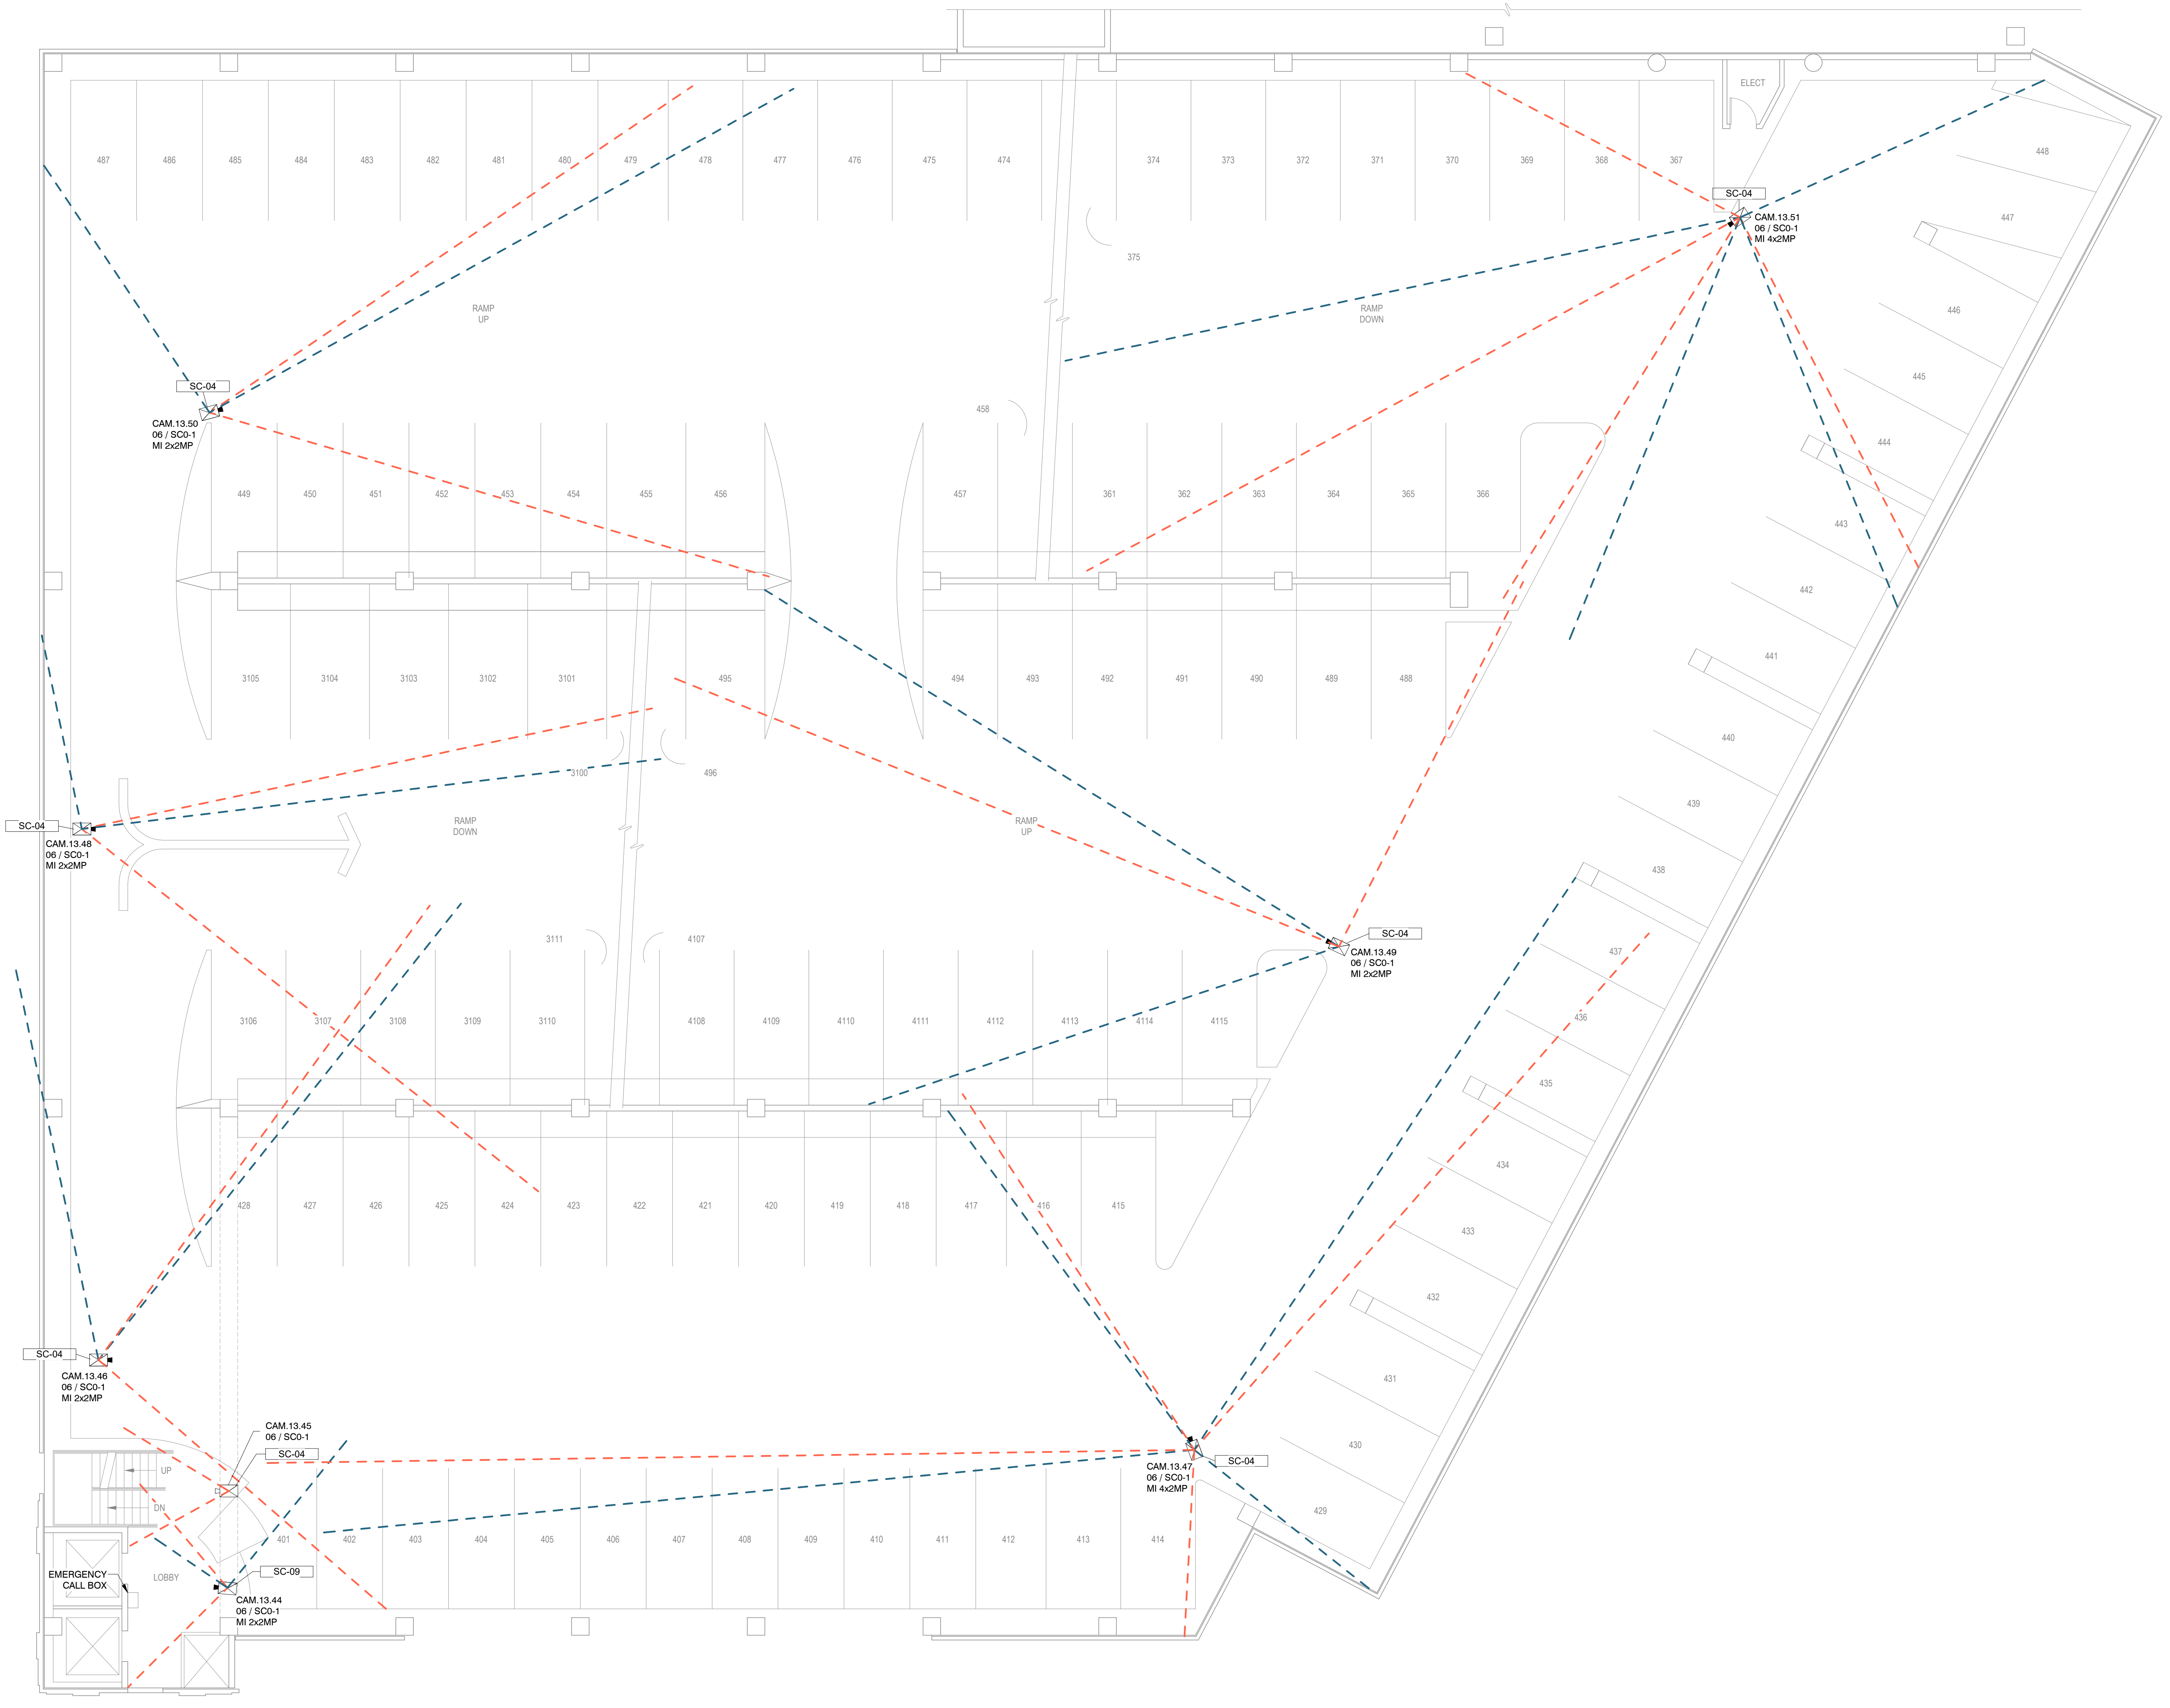 ELECT
487 486 485 484 483 482 481 480 479 478 477 476 475 474 374 373 372 371 370 369 368 367
448
SC-04
CAM.13.51
06 / SC0-1
MI 4x2MP
447
375
RAMP
UP
RAMP
DOWN
446
445
SC-04
CAM.13.50
06 / SC0-1
MI 2x2MP
458
444
449 450 451 452 453 454 455 456 457 361 362 363 364 365 366
443
442
441
3105 3104 3103 3102 3101 495 494 493 492 491 490 489 488
440
3100 496
439
SC-04
CAM.13.48
06 / SC0-1
MI 2x2MP
RAMP
DOWN
RAMP
UP
438
3111 4107
SC-04
CAM.13.49
06 / SC0-1
MI 2x2MP
437
3106 3107 3108 3109 3110 4108 4109 4110 4111 4112 4113 4114 4115
436
435
434
428 427 426 425 424 423 422 421 420 419 418 417 416 415
433
432
SC-04
CAM.13.46
06 / SC0-1
MI 2x2MP
431
CAM.13.45
06 / SC0-1
SC-04
430
SC-04
CAM.13.47
06 / SC0-1
MI 4x2MP
UP
DN
429
401 402 403 404 405 406 407 408 409 410 411 412 413 414
EMERGENCY
CALL BOX
LOBBY
SC-09
CAM.13.44
06 / SC0-1
MI 2x2MP